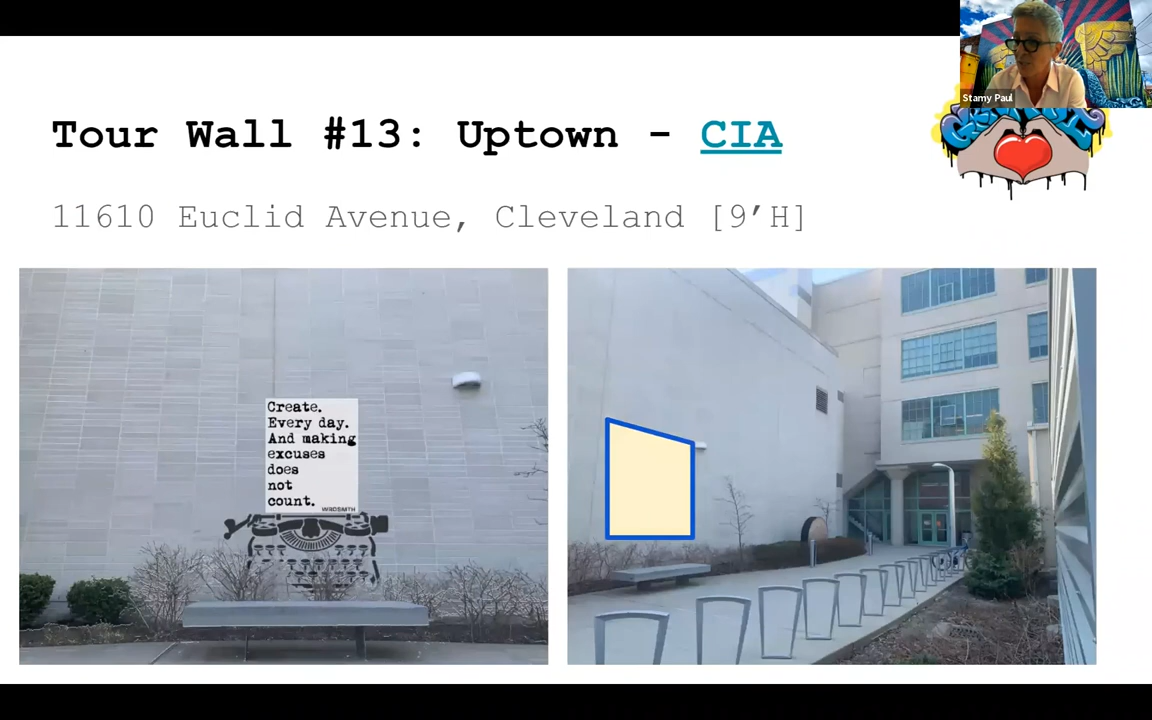 Stamy Paul
Tour Wall #13: Uptown - CIA
11610 Euclid Avenue, Cleveland [9’H]
Create.
Every day.
And making
excuses
does
not
count.
WRDSMTH